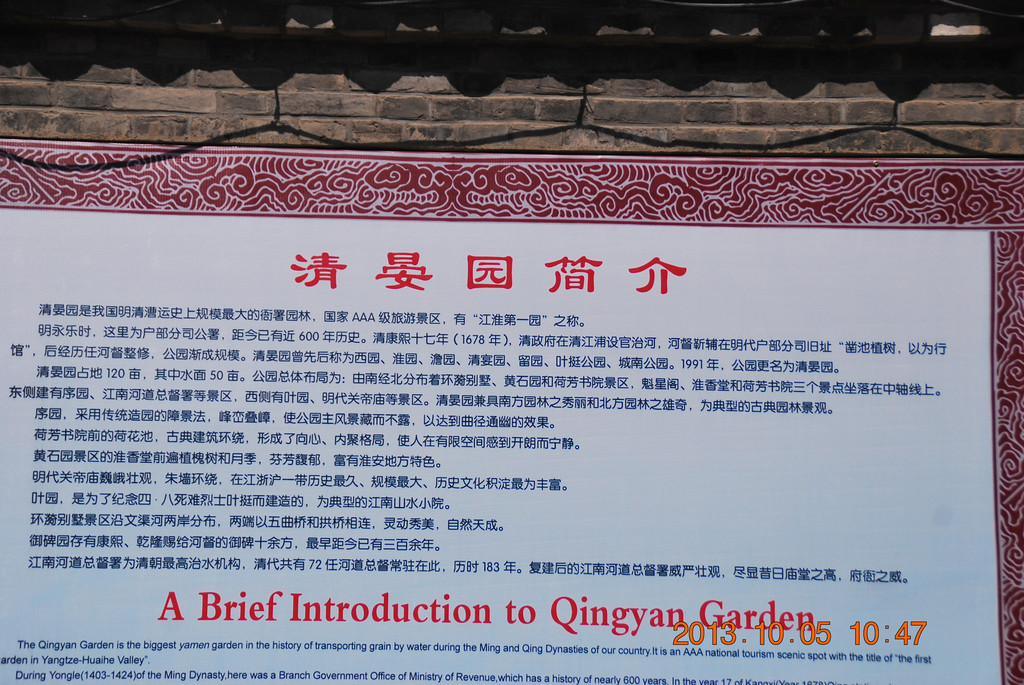 清晏园简介
清晏园是我国明清漕运史上规模最大的衙署园林，国家 AAA 级旅游景区，有“江淮第一园”之称。
明永乐时，这里为户部分司公署，距今已有近 600 年历史。清康熙十七年（1678 年），清政府在清江浦设官治河，河督靳辅在明代户部分司旧址“凿池植树，以为行
馆”，后经历任河督整修，公园渐成规模。清晏园曾先后称为西园、淮园、澹园、清宴园、留园、叶挺公园、城南公园。1991 年，公园更名为清晏园。
清晏园占地 120 亩，其中水面 50 亩。公园总体布局为：由南经北分布着环漪别墅、黄石园和荷芳书院景区，魁星阁、淮香堂和荷芳书院三个景点坐落在中轴线上。
东侧建有序园、江南河道总督署等景区，西侧有叶园、明代关帝庙等景区。清晏园兼具南方园林之秀丽和北方园林之雄奇，为典型的古典园林景观。
序园，采用传统造园的障景法，峰峦叠嶂，使公园主风景藏而不露，以达到曲径通幽的效果。
荷芳书院前的荷花池，古典建筑环绕，形成了向心、内聚格局，使人在有限空间感到开朗而宁静。
黄石园景区的淮香堂前遍植槐树和月季，芬芳馥郁，富有淮安地方特色。
明代关帝庙巍峨壮观，朱墙环绕，在江浙沪一带历史最久、规模最大、历史文化积淀最为丰富。
叶园，是为了纪念四·八死难烈士叶挺而建造的，为典型的江南山水小院。
环漪别墅景区沿文渠河两岸分布，两端以五曲桥和拱桥相连，灵动秀美，自然天成。
御碑园存有康熙、乾隆赐给河督的御碑十余方，最早距今已有三百余年。
江南河道总督署为清朝最高治水机构，清代共有 72 任河道总督常驻在此，历时 183 年。复建后的江南河道总督署威严壮观，尽显昔日庙堂之高，府衙之威。
A Brief Introduction to Qingyan Garden
The Qingyan Garden is the biggest yamen garden in the history of transporting grain by water during the Ming and Qing Dynasties of our country.It is an AAA national tourism scenic spot with the title of "the first
arden in Yangtze-Huaihe Valley".
During Yongle(1403-1424)of the Ming Dynasty,here was a Branch Government Office of Ministry of Revenue,which has a history of nearly 600 years. In the year 17 of Kangxi(Year 1678)
2013.10.05 10:47